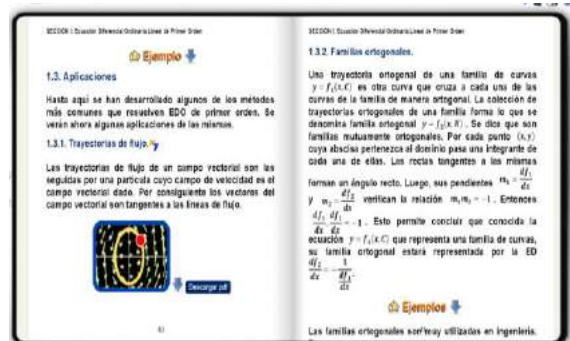 SECCIÓN I: Ecuación Diferencial Ordinaria Lineal de Primer Orden
Ejemplo
1.3. Aplicaciones
Hasta aquí se han desarrollado algunos de los métodos
más comunes que resuelven EDO de primer orden. Se
verán ahora algunas aplicaciones de las mismas.
1.3.1. Trayectorias de flujo.
Las trayectorias de flujo de un campo vectorial son las
seguidas por una partícula cuyo campo de velocidad es el
campo vectorial dado. Por consiguiente los vectores del
campo vectorial son tangentes a las líneas de flujo.
Descargar pdf
SECCIÓN I: Ecuación Diferencial Ordinaria Lineal de Primer Orden
1.3.2. Familias ortogonales.
Una trayectoria ortogonal de una familia de curvas
y = f₁(x,C) es otra curva que cruza a cada una de las
curvas de la familia de manera ortogonal. La colección de
trayectorias ortogonales de una familia forma lo que se
denomina familia ortogonal y = f₂(x,K). Se dice que son
familias mutuamente ortogonales. Por cada punto (x,y)
cuya abscisa pertenezca al dominio pasa una integrante de
cada una de ellas. Las rectas tangentes a las mismas
forman un ángulo recto. Luego, sus pendientes m₁ = df₁/dx
y m₂ = df₂/dx verifican la relación m₁m₂ = -1. Entonces
df₁/dx df₂/dx = -1. Esto permite concluir que conocida la
ecuación y = f₁(x,C) que representa una familia de curvas,
su familia ortogonal estará representada por la ED
df₂/dx = - 1/(df₁/dx).
Ejemplos
Las familias ortogonales son muy utilizadas en ingeniería.